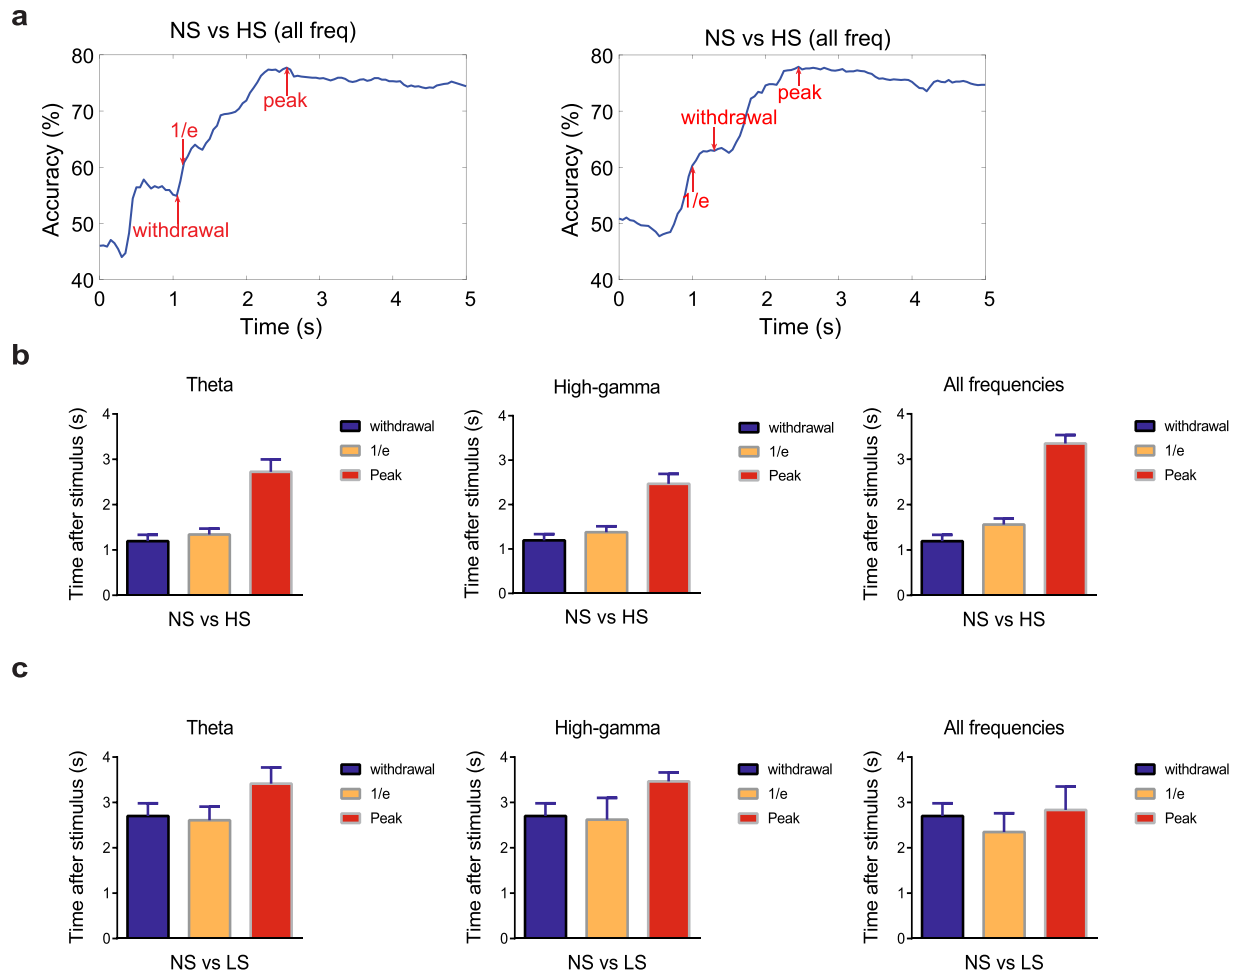 a
NS vs HS (all freq)
80
70
60
50
40
Accuracy (%)
1/e
peak
withdrawal
0 1 2 3 4 5
Time (s)
NS vs HS (all freq)
80
70
60
50
40
Accuracy (%)
withdrawal
peak
1/e
0 1 2 3 4 5
Time (s)
b
Theta
4
3
2
1
0
Time after stimulus (s)
withdrawal
1/e
Peak
NS vs HS
High-gamma
4
3
2
1
0
Time after stimulus (s)
withdrawal
1/e
Peak
NS vs HS
All frequencies
4
3
2
1
0
Time after stimulus (s)
withdrawal
1/e
Peak
NS vs HS
c
Theta
4
3
2
1
0
Time after stimulus (s)
withdrawal
1/e
Peak
NS vs LS
High-gamma
4
3
2
1
0
Time after stimulus (s)
withdrawal
1/e
Peak
NS vs LS
All frequencies
4
3
2
1
0
Time after stimulus (s)
withdrawal
1/e
Peak
NS vs LS